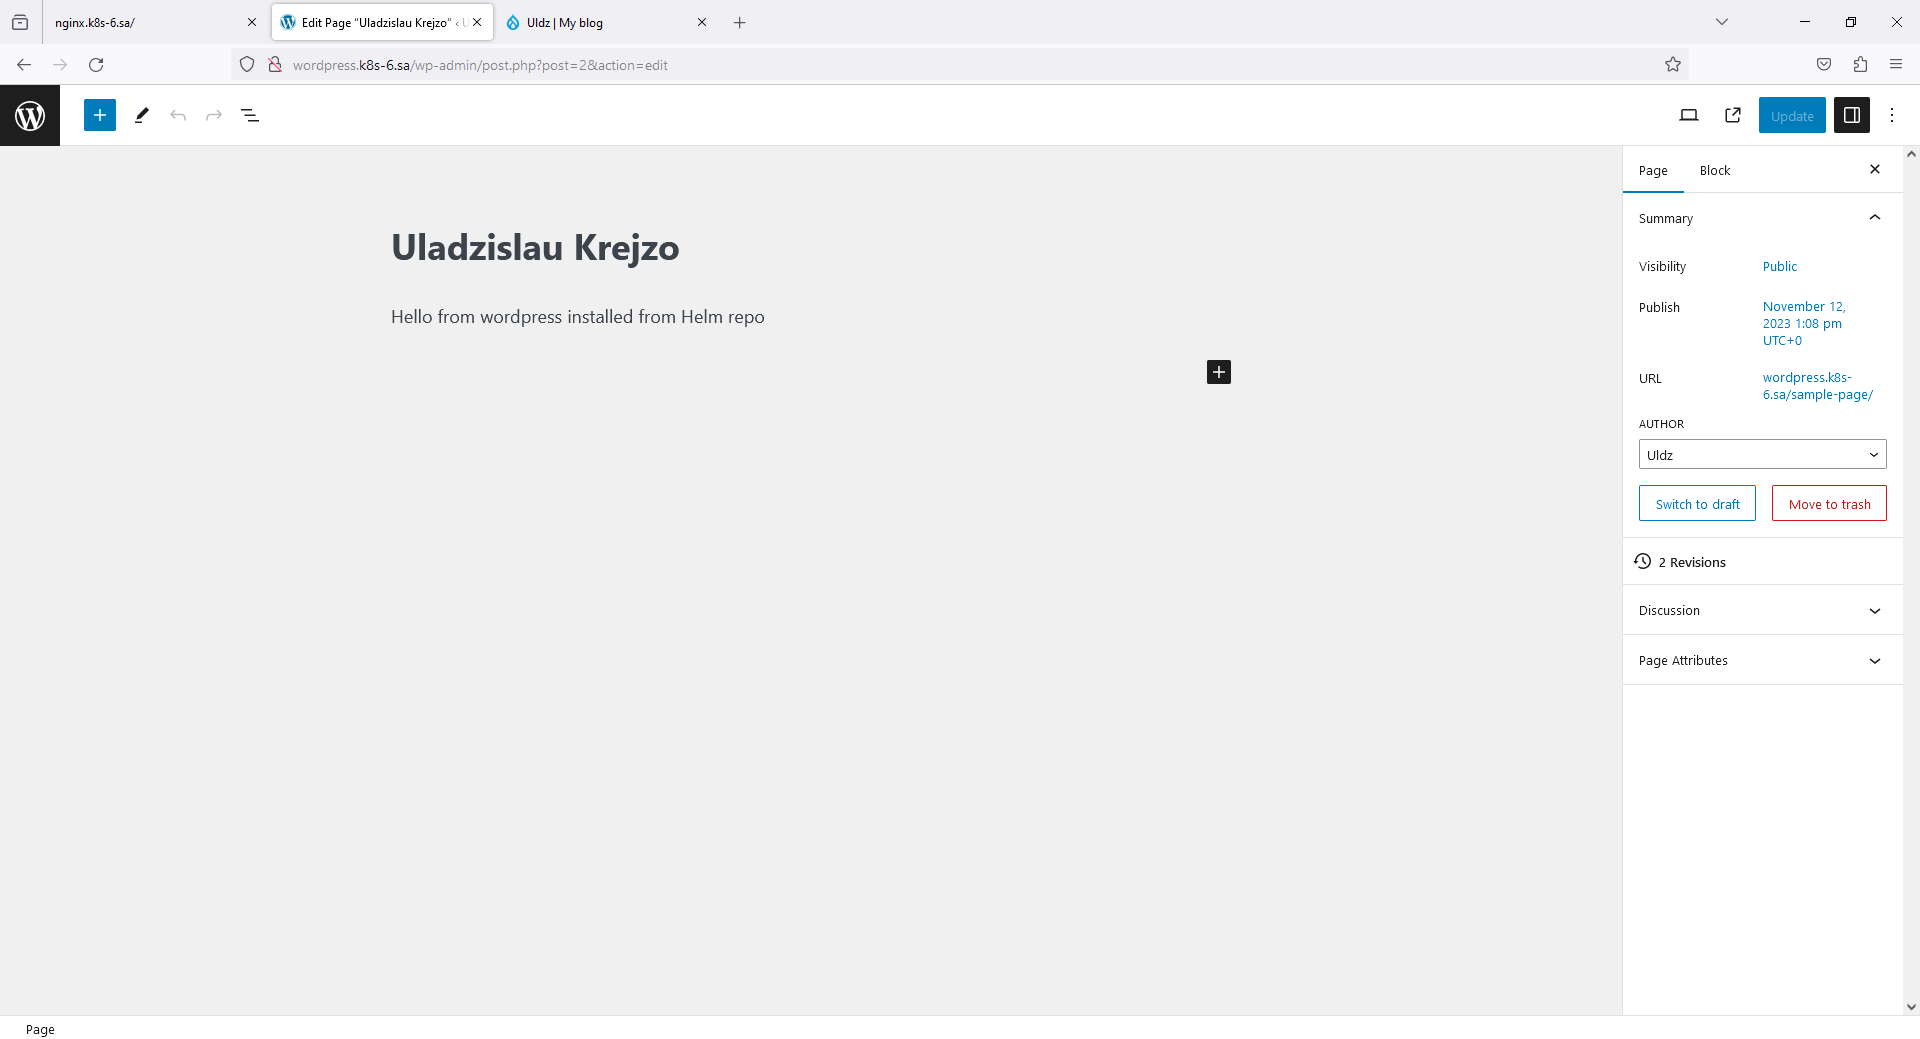 nginx.k8s-6.sa/
Edit Page “Uladzislau Krejzo” ‹ U
Uldz | My blog
wordpress.k8s-6.sa/wp-admin/post.php?post=2&action=edit
Update
Page
Block
Summary
Uladzislau Krejzo
Visibility
Public
Hello from wordpress installed from Helm repo
Publish
November 12,
2023 1:08 pm
UTC+0
URL
wordpress.k8s-
6.sa/sample-page/
AUTHOR
Uldz
Switch to draft
Move to trash
2 Revisions
Discussion
Page Attributes
Page